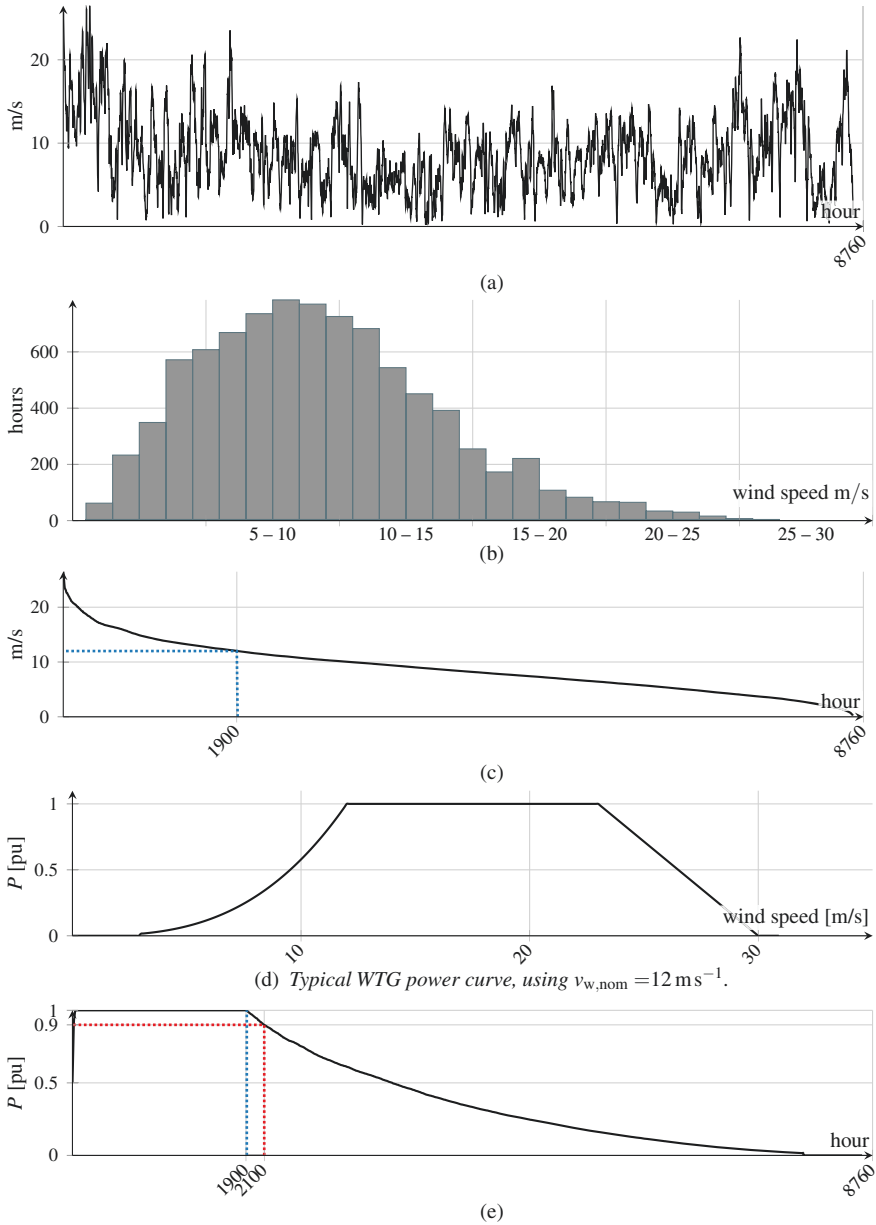 20
10
0
m/s
hour
8760
(a)
600
400
200
0
hours
wind speed m/s
5 – 10
10 – 15
15 – 20
20 – 25
25 – 30
(b)
20
10
0
m/s
hour
1900
8760
(c)
1
0.5
0
P [pu]
wind speed [m/s]
10
20
30
(d) Typical WTG power curve, using v_w,nom =12 m s⁻¹.
1
0.9
0.5
0
P [pu]
hour
1900
2100
8760
(e)